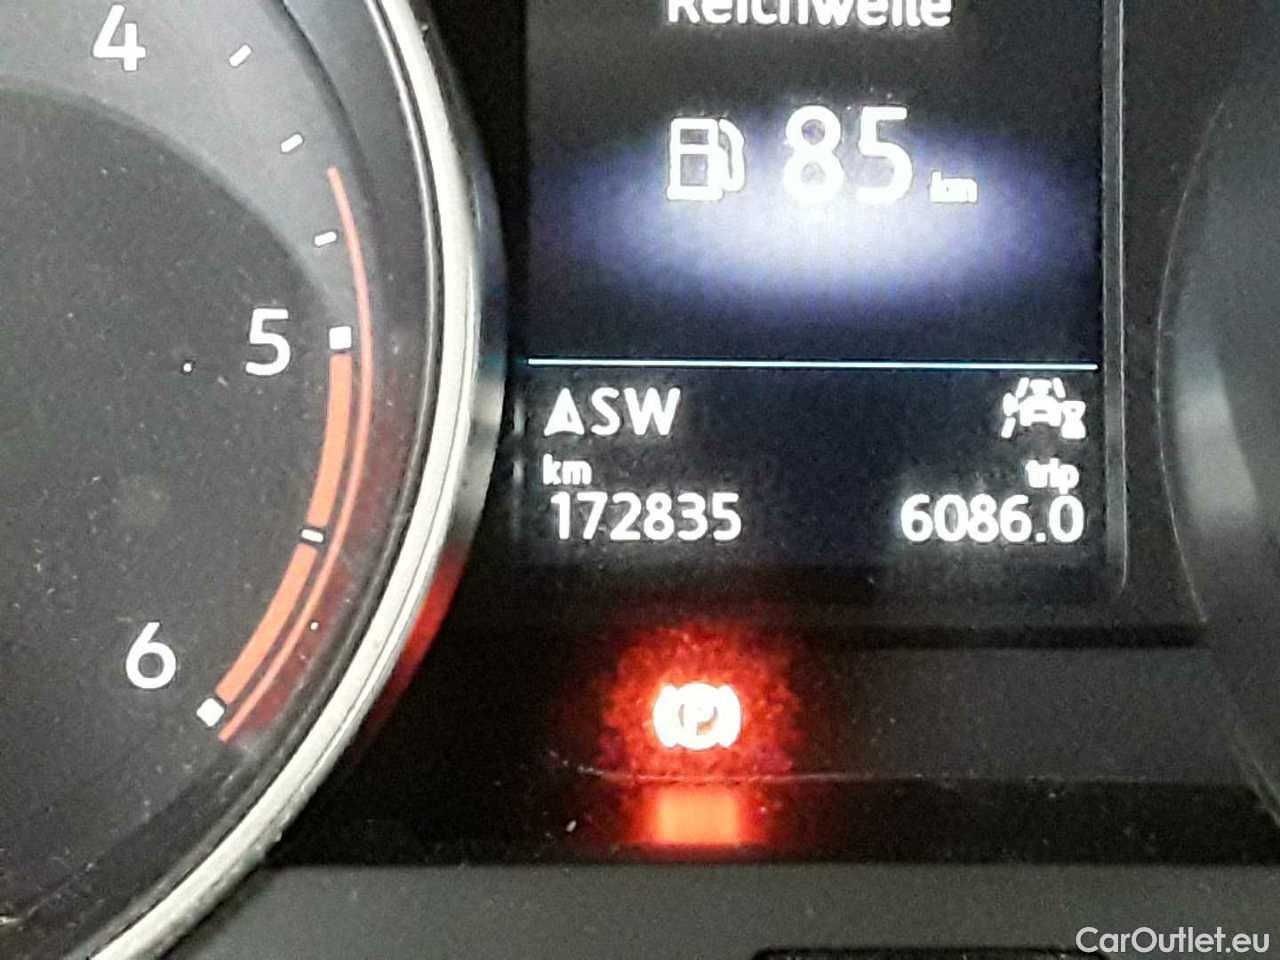 4
5
6
Reichweite
85 km
ASW
km
trip
172835
6086.0
P
CarOutlet.eu